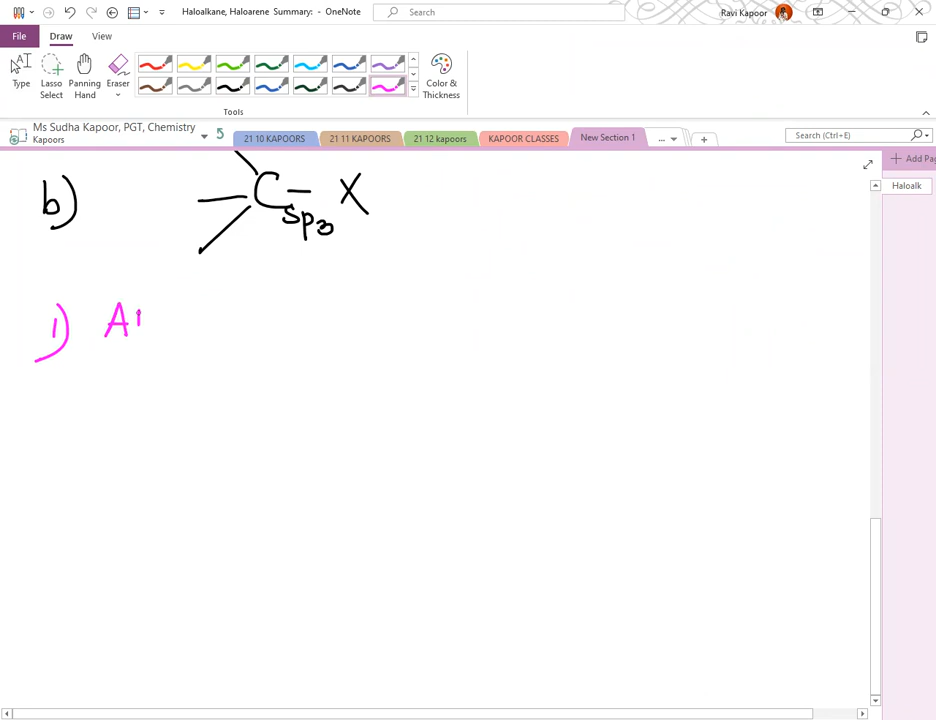 Haloalkane, Haloarene Summary: - OneNote
Search
Ravi Kapoor
File
Draw
View
Type
Lasso Select
Panning Hand
Eraser
Color & Thickness
Tools
Ms Sudha Kapoor, PGT, Chemistry
Kapoors
21 10 KAPOORS
21 11 KAPOORS
21 12 kapoors
KAPOOR CLASSES
New Section 1
...
Search (Ctrl+E)
Add Pag
Haloalk
b)
C - X
sp3
1) A